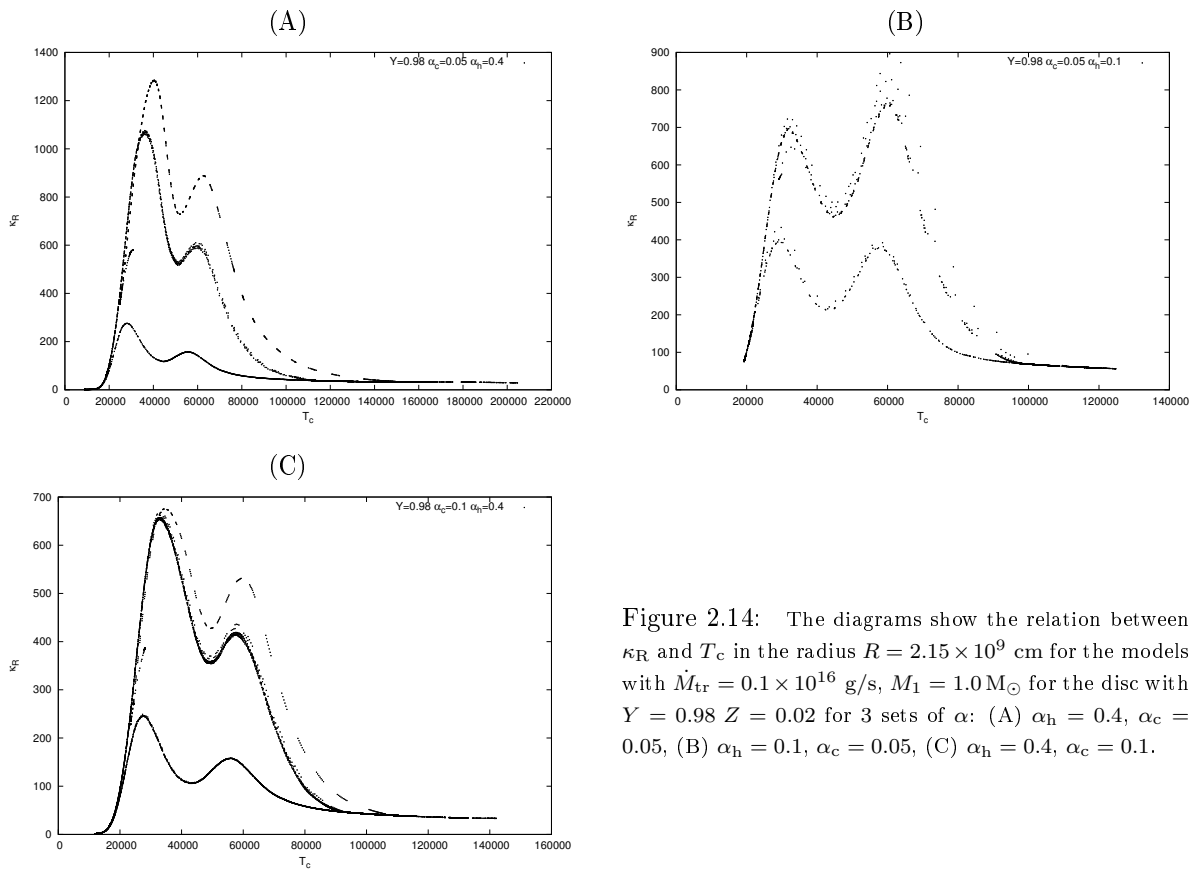 (A)
1400
1200
1000
800
600
400
200
0
κR
Y=0.98 αc=0.05 αh=0.4
0 20000 40000 60000 80000 100000 120000 140000 160000 180000 200000 220000
Tc
(B)
900
800
700
600
500
400
300
200
100
0
κR
Y=0.98 αc=0.05 αh=0.1
0 20000 40000 60000 80000 100000 120000 140000
Tc
(C)
700
600
500
400
300
200
100
0
κR
Y=0.98 αc=0.1 αh=0.4
0 20000 40000 60000 80000 100000 120000 140000 160000
Tc
Figure 2.14: The diagrams show the relation between
κR and Tc in the radius R = 2.15×10⁹ cm for the models
with Ṁtr = 0.1×10¹⁶ g/s, M₁ = 1.0 M⊙ for the disc with
Y = 0.98 Z = 0.02 for 3 sets of α: (A) αh = 0.4, αc =
0.05, (B) αh = 0.1, αc = 0.05, (C) αh = 0.4, αc = 0.1.